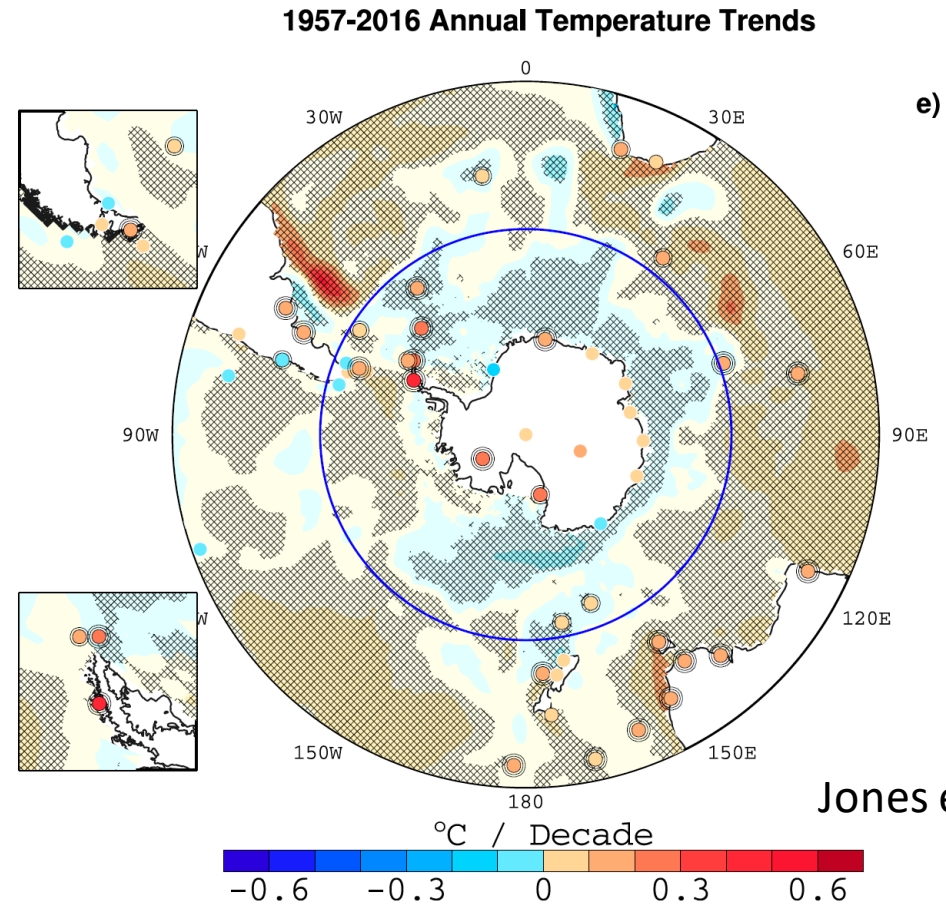 1957-2016 Annual Temperature Trends
e)
0
30W
30E
W
60E
90W
90E
W
120E
150W
150E
180
Jones e
°C / Decade
-0.6 -0.3 0 0.3 0.6